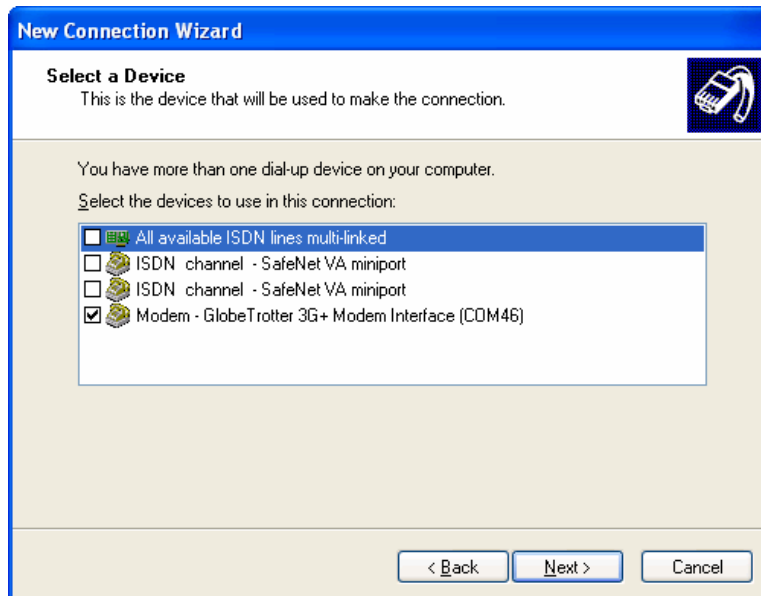 New Connection Wizard
Select a Device
This is the device that will be used to make the connection.
You have more than one dial-up device on your computer.
Select the devices to use in this connection:
All available ISDN lines multi-linked
ISDN channel - SafeNet VA miniport
ISDN channel - SafeNet VA miniport
Modem - GlobeTrotter 3G+ Modem Interface (COM46)
< Back Next > Cancel